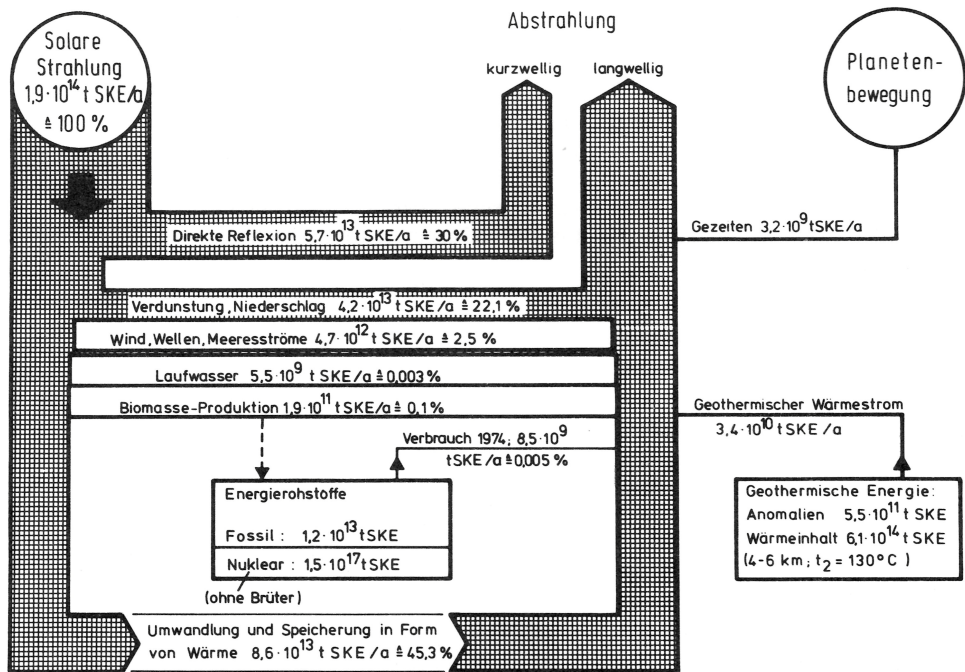 Abstrahlung
Solare
Strahlung
1,9·10¹⁴ t SKE/a
≙ 100 %
kurzwellig
langwellig
Planeten-
bewegung
Direkte Reflexion 5,7·10¹³ t SKE/a ≙ 30 %
Gezeiten 3,2·10⁹ tSKE/a
Verdunstung, Niederschlag 4,2·10¹³ t SKE/a ≙ 22,1 %
Wind, Wellen, Meeresströme 4,7·10¹² t SKE/a ≙ 2,5 %
Laufwasser 5,5·10⁹ t SKE/a ≙ 0,003 %
Biomasse-Produktion 1,9·10¹¹ t SKE/a ≙ 0,1 %
Geothermischer Wärmestrom
3,4·10¹⁰ t SKE/a
Verbrauch 1974; 8,5·10⁹
tSKE/a ≙ 0,005 %
Energierohstoffe
Fossil : 1,2·10¹³ tSKE
Nuklear : 1,5·10¹⁷ tSKE
(ohne Brüter)
Geothermische Energie:
Anomalien 5,5·10¹¹ t SKE
Wärmeinhalt 6,1·10¹⁴ t SKE
(4-6 km; t₂ = 130°C )
Umwandlung und Speicherung in Form
von Wärme 8,6·10¹³ t SKE/a ≙ 45,3 %